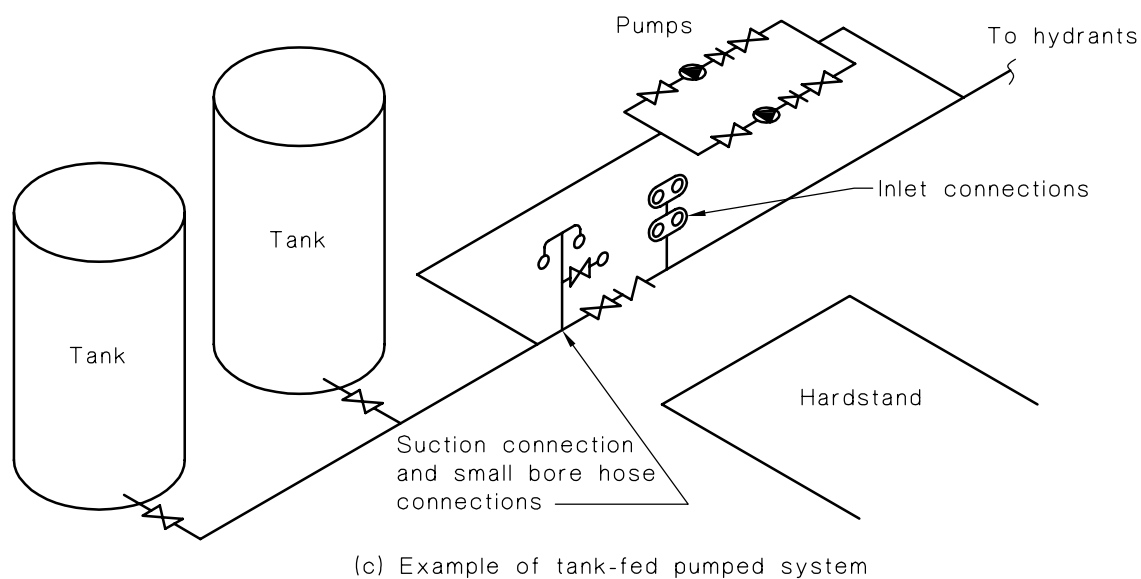 Pumps
To hydrants
Inlet connections
Tank
Tank
Hardstand
Suction connection
and small bore hose
connections
(c) Example of tank-fed pumped system